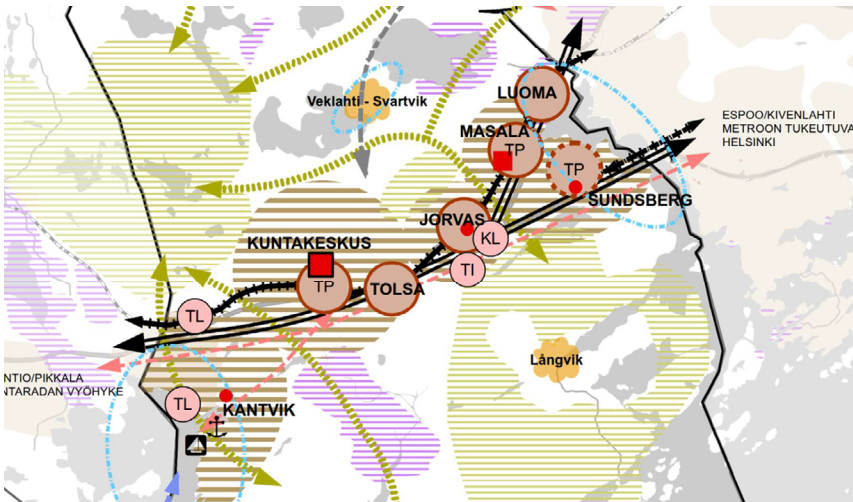 LUOMA
Veklahti - Svartvik
ESPOO/KIVENLAHTI
METROON TUKEUTUVA
HELSINKI
MASALA
TP
TP
SUNDSBERG
JORVAS
KL
KUNTAKESKUS
TI
TP
TOLSA
TL
Långvik
NTIO/PIKKALA
NTARADAN VYÖHYKE
TL
KANTVIK